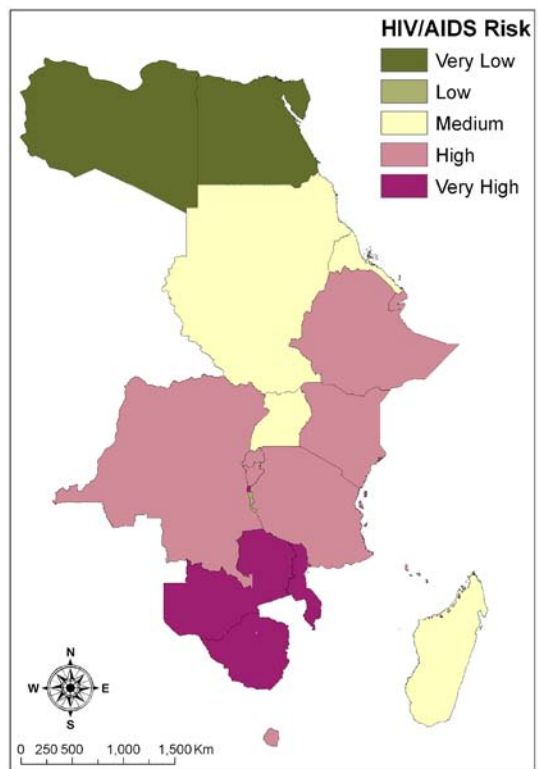 HIV/AIDS Risk
Very Low
Low
Medium
High
Very High
N
W E
S
0 250 500 1,000 1,500 Km